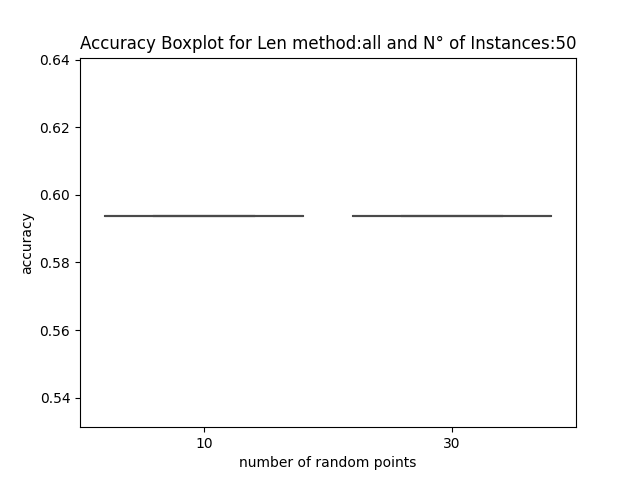 Accuracy Boxplot for Len method:all and N° of Instances:50
0.64
0.62
0.60
0.58
0.56
0.54
accuracy
10 30
number of random points